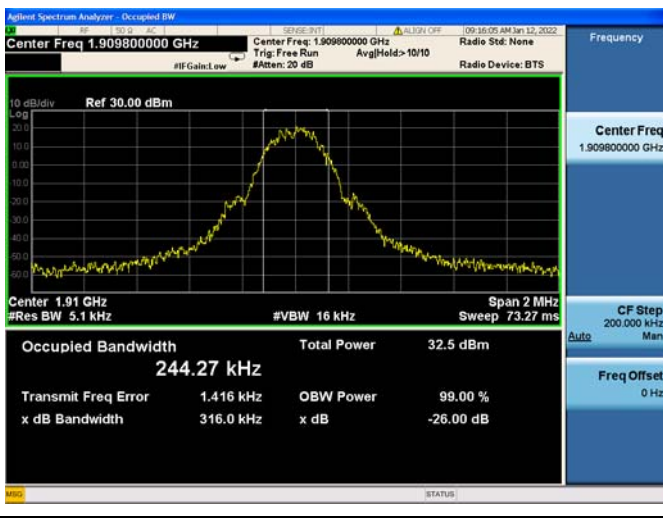 Agilent Spectrum Analyzer - Occupied BW
RF 50 Ω AC SENSE:INT ALIGN OFF 09:16:05 AM Jan 12, 2022
Center Freq 1.909800000 GHz Center Freq: 1.909800000 GHz Radio Std: None Frequency
Trig: Free Run Avg|Hold:>10/10
#IFGain:Low #Atten: 20 dB Radio Device: BTS
10 dB/div Ref 30.00 dBm
Log
20.0
10.0
0.00
-10.0
-20.0
-30.0
-40.0
-50.0
-60.0
Center Freq
1.909800000 GHz
Center 1.91 GHz Span 2 MHz
#Res BW 5.1 kHz #VBW 16 kHz Sweep 73.27 ms
CF Step
200.000 kHz
Auto Man
Occupied Bandwidth Total Power 32.5 dBm
244.27 kHz
Transmit Freq Error 1.416 kHz OBW Power 99.00 %
x dB Bandwidth 316.0 kHz x dB -26.00 dB
Freq Offset
0 Hz
MSG STATUS